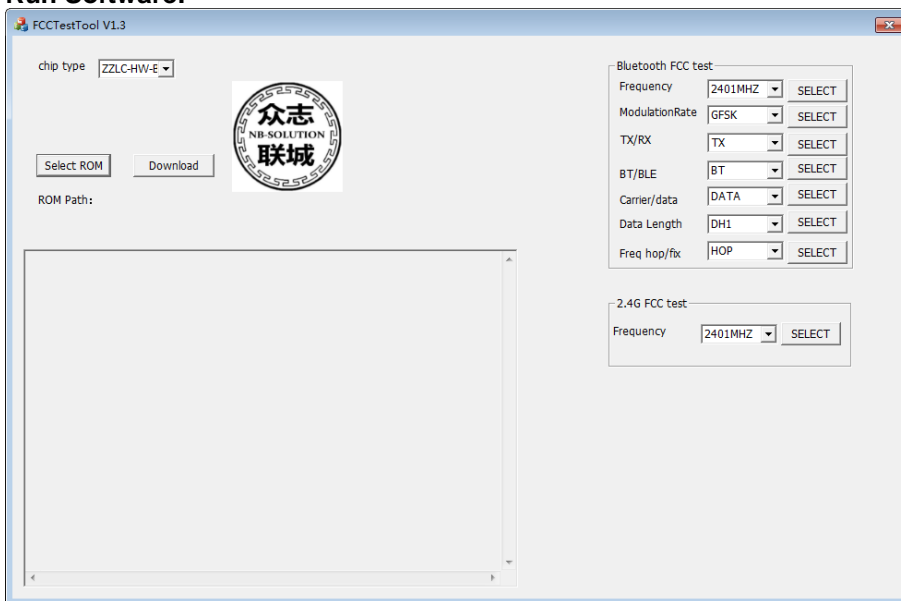 Run Software:
FCCTestTool V1.3
chip type ZZLC-HW-E
众志
NB-SOLUTION
联城
Select ROM Download
ROM Path:
Bluetooth FCC test
Frequency 2401MHZ SELECT
ModulationRate GFSK SELECT
TX/RX TX SELECT
BT/BLE BT SELECT
Carrier/data DATA SELECT
Data Length DH1 SELECT
Freq hop/fix HOP SELECT
2.4G FCC test
Frequency 2401MHZ SELECT